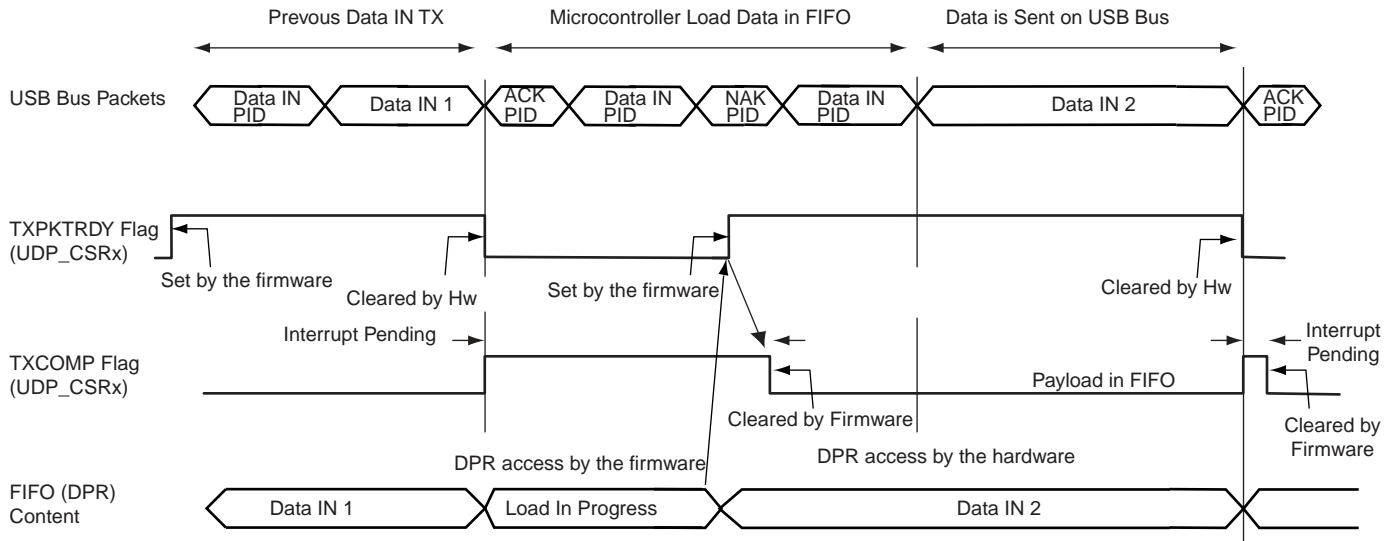 Prevous Data IN TX
Microcontroller Load Data in FIFO
Data is Sent on USB Bus
USB Bus Packets
Data IN
PID
Data IN 1
ACK
PID
Data IN
PID
NAK
PID
Data IN
PID
Data IN 2
ACK
PID
TXPKTRDY Flag
(UDP_CSRx)
Set by the firmware
Cleared by Hw
Set by the firmware
Cleared by Hw
Interrupt Pending
Interrupt
Pending
TXCOMP Flag
(UDP_CSRx)
Payload in FIFO
Cleared by Firmware
Cleared by
Firmware
DPR access by the firmware
DPR access by the hardware
FIFO (DPR)
Content
Data IN 1
Load In Progress
Data IN 2